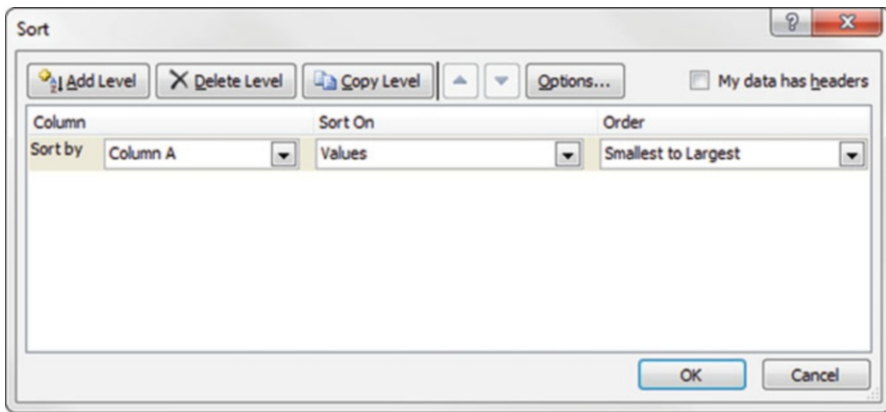 Sort
Add Level Delete Level Copy Level Options... My data has headers
Column Sort On Order
Sort by Column A Values Smallest to Largest
OK Cancel